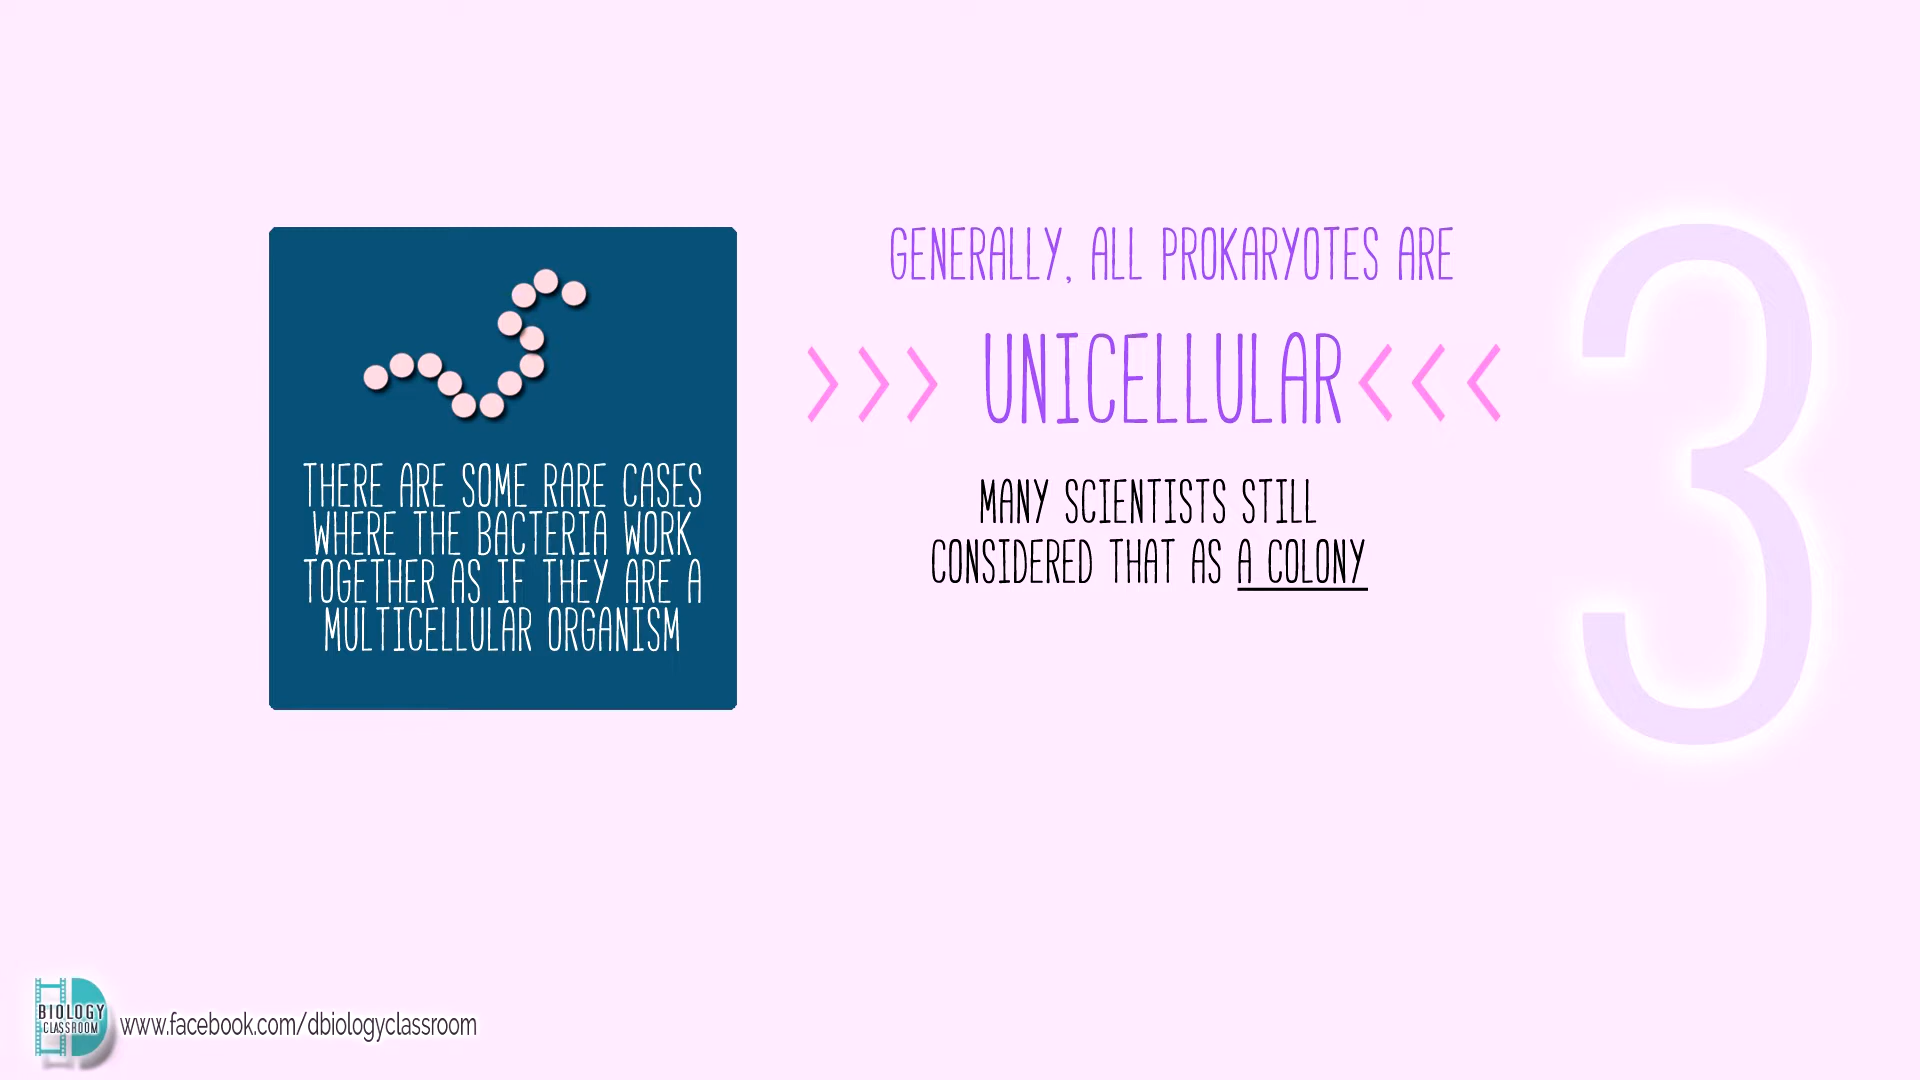 GENERALLY, ALL PROKARYOTES ARE
>>> UNICELLULAR <<<
MANY SCIENTISTS STILL
CONSIDERED THAT AS A COLONY
3
THERE ARE SOME RARE CASES
WHERE THE BACTERIA WORK
TOGETHER AS IF THEY ARE A
MULTICELLULAR ORGANISM
BIOLOGY
CLASSROOM
www.facebook.com/dbiologyclassroom